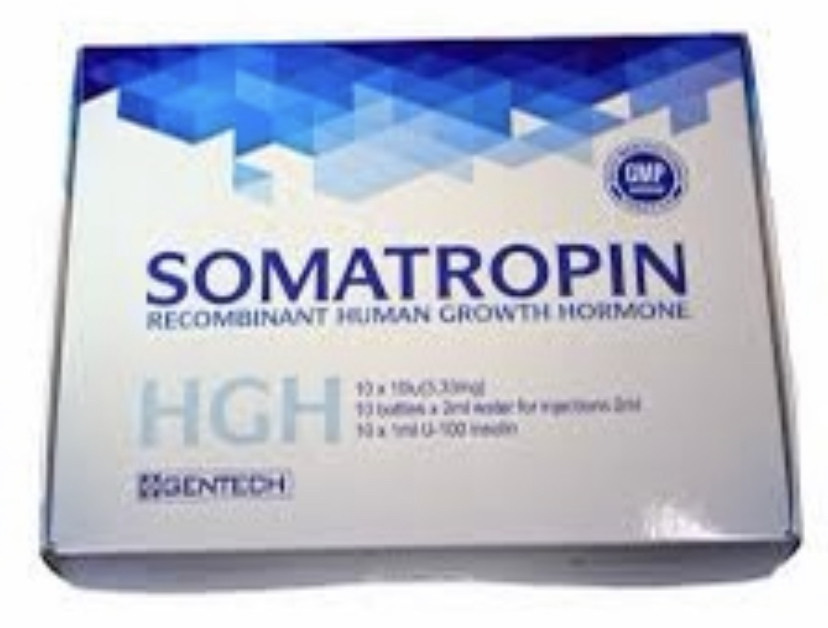 GMP
SOMATROPIN
RECOMBINANT HUMAN GROWTH HORMONE
HGH
10 x 10iu(3.33mg)
10 bottles x 2ml water for injections 2ml
10 x 1ml U-100 insulin
GENTECH